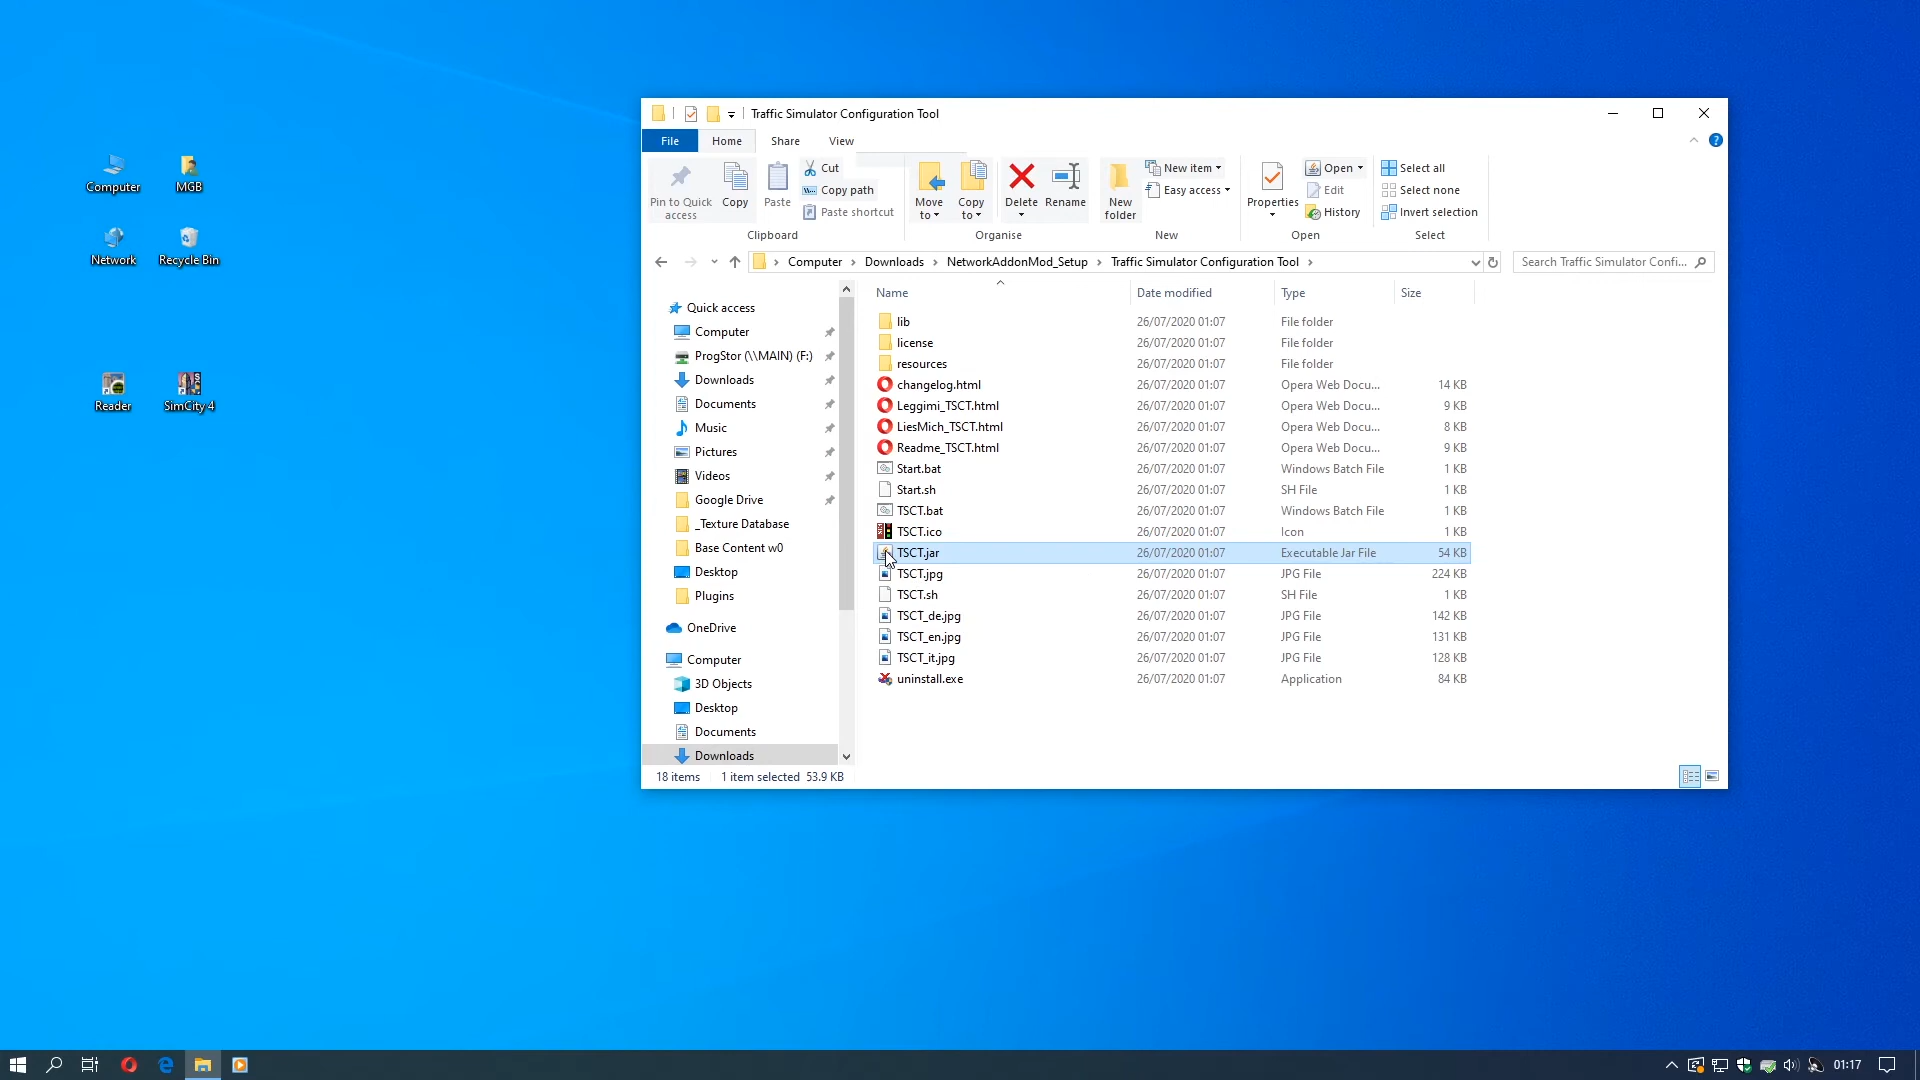 Computer
MGB
Network
Recycle Bin
Reader
SimCity 4
Traffic Simulator Configuration Tool
File Home Share View
Pin to Quick access
Copy
Paste
Cut
Copy path
Paste shortcut
Clipboard
Move to
Copy to
Delete
Rename
Organise
New folder
New item
Easy access
New
Properties
Open
Edit
History
Open
Select all
Select none
Invert selection
Select
Computer > Downloads > NetworkAddonMod_Setup > Traffic Simulator Configuration Tool >
Search Traffic Simulator Confi...
Quick access
Computer
ProgStor (\\MAIN) (F:)
Downloads
Documents
Music
Pictures
Videos
Google Drive
_Texture Database
Base Content w0
Desktop
Plugins
OneDrive
Computer
3D Objects
Desktop
Documents
Downloads
Name Date modified Type Size
lib 26/07/2020 01:07 File folder
license 26/07/2020 01:07 File folder
resources 26/07/2020 01:07 File folder
changelog.html 26/07/2020 01:07 Opera Web Docu... 14 KB
Leggimi_TSCT.html 26/07/2020 01:07 Opera Web Docu... 9 KB
LiesMich_TSCT.html 26/07/2020 01:07 Opera Web Docu... 8 KB
Readme_TSCT.html 26/07/2020 01:07 Opera Web Docu... 9 KB
Start.bat 26/07/2020 01:07 Windows Batch File 1 KB
Start.sh 26/07/2020 01:07 SH File 1 KB
TSCT.bat 26/07/2020 01:07 Windows Batch File 1 KB
TSCT.ico 26/07/2020 01:07 Icon 1 KB
TSCT.jar 26/07/2020 01:07 Executable Jar File 54 KB
TSCT.jpg 26/07/2020 01:07 JPG File 224 KB
TSCT.sh 26/07/2020 01:07 SH File 1 KB
TSCT_de.jpg 26/07/2020 01:07 JPG File 142 KB
TSCT_en.jpg 26/07/2020 01:07 JPG File 131 KB
TSCT_it.jpg 26/07/2020 01:07 JPG File 128 KB
uninstall.exe 26/07/2020 01:07 Application 84 KB
18 items 1 item selected 53.9 KB
01:17